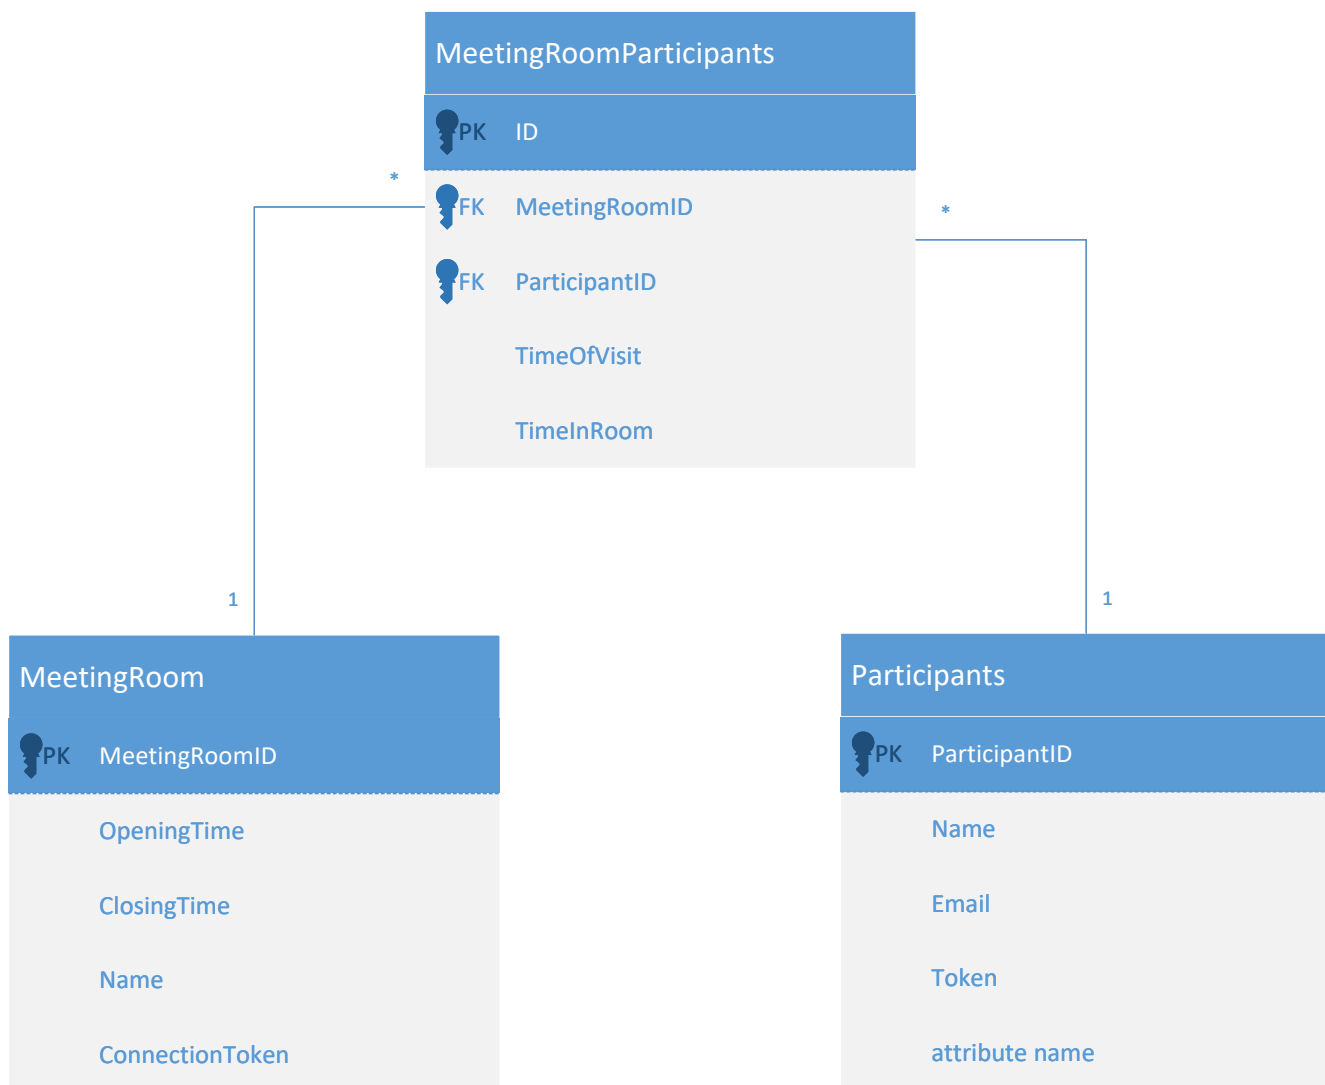 MeetingRoomParticipants
PK ID
*
FK MeetingRoomID
*
FK ParticipantID
TimeOfVisit
TimeInRoom
1
1
MeetingRoom
PK MeetingRoomID
OpeningTime
ClosingTime
Name
ConnectionToken
Participants
PK ParticipantID
Name
Email
Token
attribute name